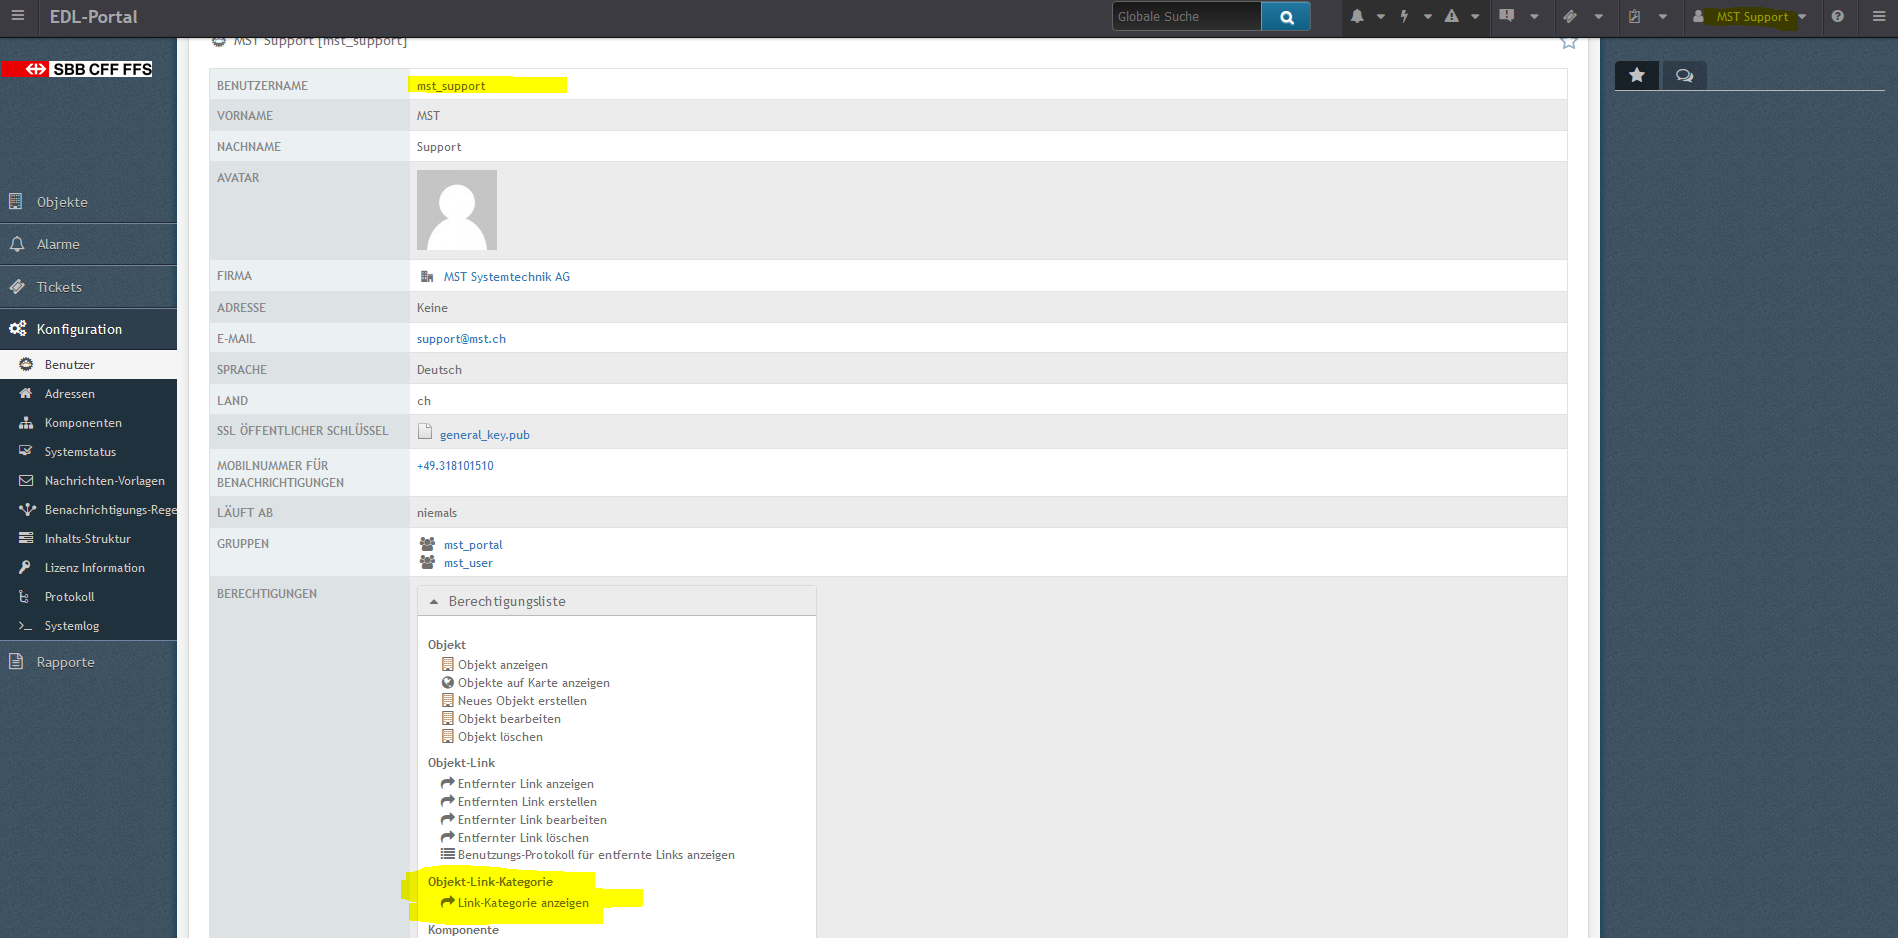 EDL-Portal
Globale Suche
MST Support
SBB CFF FFS
Objekte
Alarme
Tickets
Konfiguration
Benutzer
Adressen
Komponenten
Systemstatus
Nachrichten-Vorlagen
Benachrichtigungs-Rege
Inhalts-Struktur
Lizenz Information
Protokoll
Systemlog
Rapporte
MST Support [mst_support]
BENUTZERNAME mst_support
VORNAME MST
NACHNAME Support
AVATAR
FIRMA MST Systemtechnik AG
ADRESSE Keine
E-MAIL support@mst.ch
SPRACHE Deutsch
LAND ch
SSL ÖFFENTLICHER SCHLÜSSEL general_key.pub
MOBILNUMMER FÜR +49.318101510
BENACHRICHTIGUNGEN
LÄUFT AB niemals
GRUPPEN mst_portal
mst_user
BERECHTIGUNGEN Berechtigungsliste
Objekt
Objekt anzeigen
Objekte auf Karte anzeigen
Neues Objekt erstellen
Objekt bearbeiten
Objekt löschen
Objekt-Link
Entfernter Link anzeigen
Entfernten Link erstellen
Entfernter Link bearbeiten
Entfernter Link löschen
Benutzungs-Protokoll für entfernte Links anzeigen
Objekt-Link-Kategorie
Link-Kategorie anzeigen
Komponente